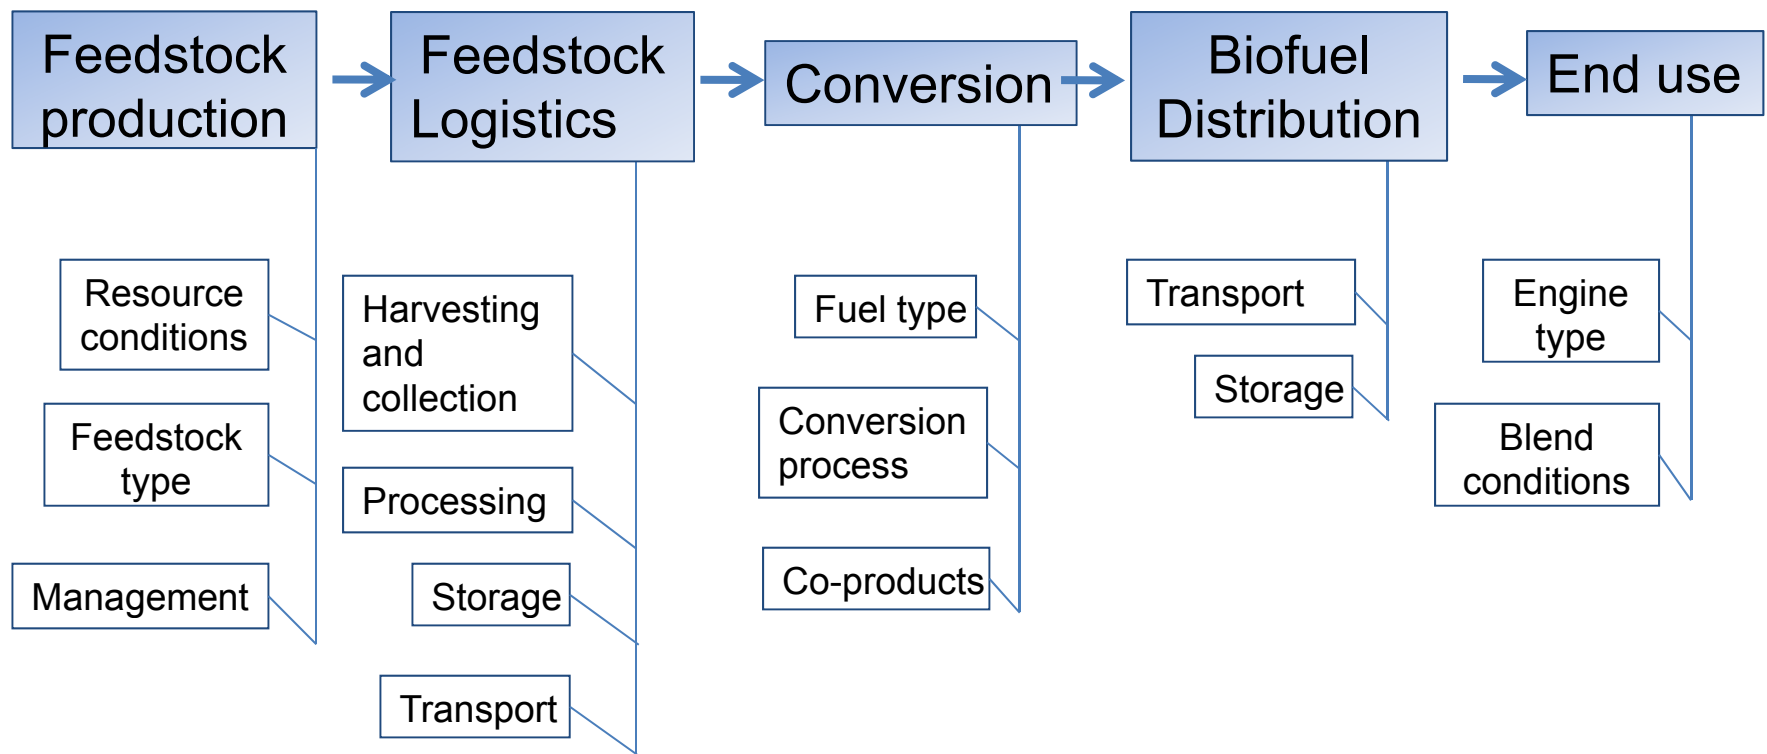 Feedstock
production
Feedstock
Logistics
Conversion
Biofuel
Distribution
End use
Resource
conditions
Feedstock
type
Management
Harvesting
and
collection
Processing
Storage
Transport
Fuel type
Conversion
process
Co-products
Transport
Storage
Engine
type
Blend
conditions